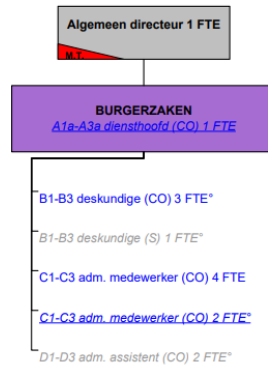 Algemeen directeur 1 FTE
M.T.
BURGERZAKEN
A1a-A3a diensthoofd (CO) 1 FTE
B1-B3 deskundige (CO) 3 FTE°
B1-B3 deskundige (S) 1 FTE°
C1-C3 adm. medewerker (CO) 4 FTE
C1-C3 adm. medewerker (CO) 2 FTE°
D1-D3 adm. assistent (CO) 2 FTE°